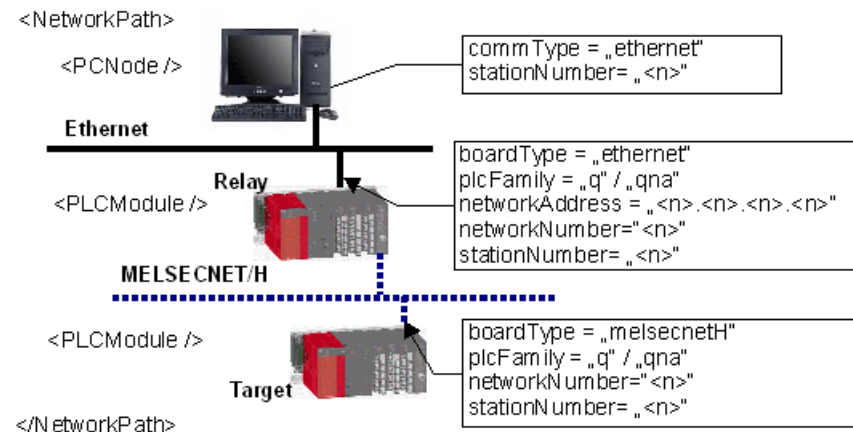 <NetworkPath>
<PCNode />
commType = „ethernet"
stationNumber= „<n>"
Ethernet
Relay
<PLCModule />
boardType = „ethernet"
plcFamily = „q" / „qna"
networkAddress = „<n>.<n>.<n>.<n>"
networkNumber="<n>"
stationNumber= „<n>"
MELSECNET/H
<PLCModule />
Target
boardType = „melsecnetH"
plcFamily = „q" / „qna"
networkNumber="<n>"
stationNumber= „<n>"
</NetworkPath>